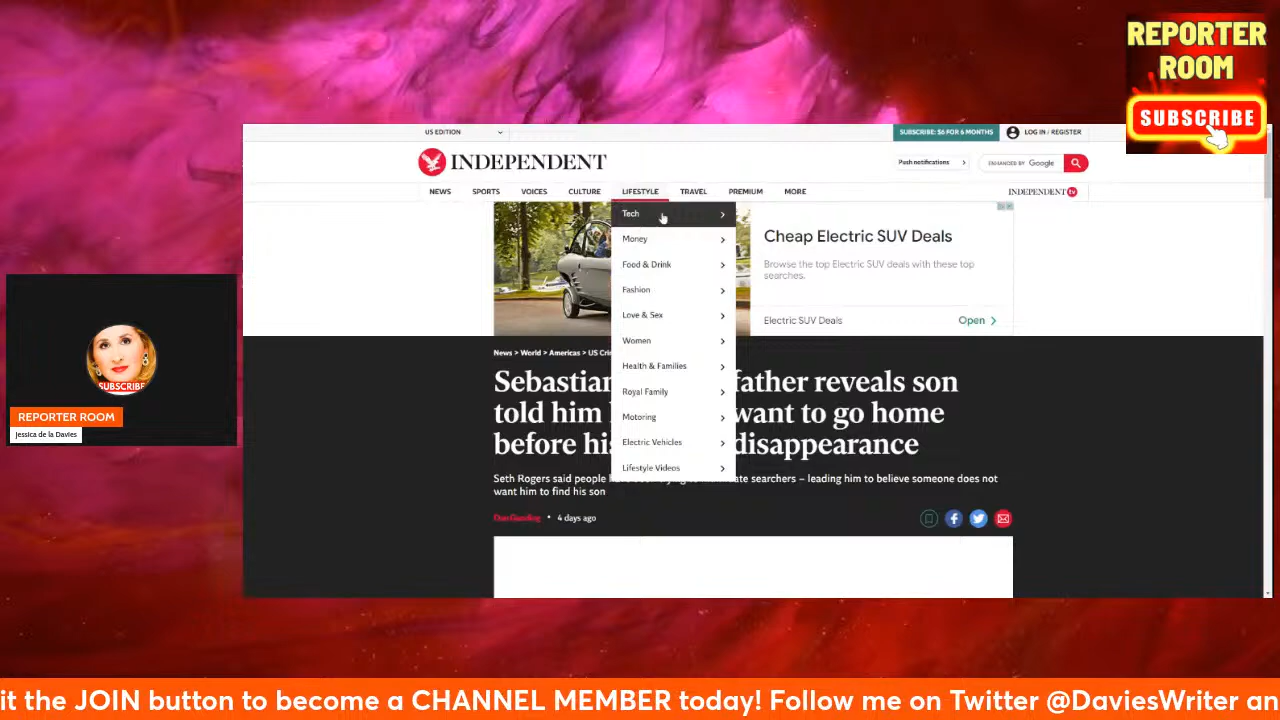 REPORTER
ROOM
SUBSCRIBE
US EDITION
SUBSCRIBE: $6 FOR 6 MONTHS
LOG IN / REGISTER
INDEPENDENT
Push notifications
ENHANCED BY Google
NEWS SPORTS VOICES CULTURE LIFESTYLE TRAVEL PREMIUM MORE
INDEPENDENT tv
Tech
Money
Food & Drink
Fashion
Love & Sex
Women
Health & Families
Royal Family
Motoring
Electric Vehicles
Lifestyle Videos
Cheap Electric SUV Deals
Browse the top Electric SUV deals with these top
searches.
Electric SUV Deals
Open
News > World > Americas > US Cri
Sebastian father reveals son
told him want to go home
before his disappearance
Seth Rogers said people searchers – leading him to believe someone does not
want him to find his son
• 4 days ago
SUBSCRIBE
REPORTER ROOM
Jessica de la Davies
it the JOIN button to become a CHANNEL MEMBER today! Follow me on Twitter @DaviesWriter an